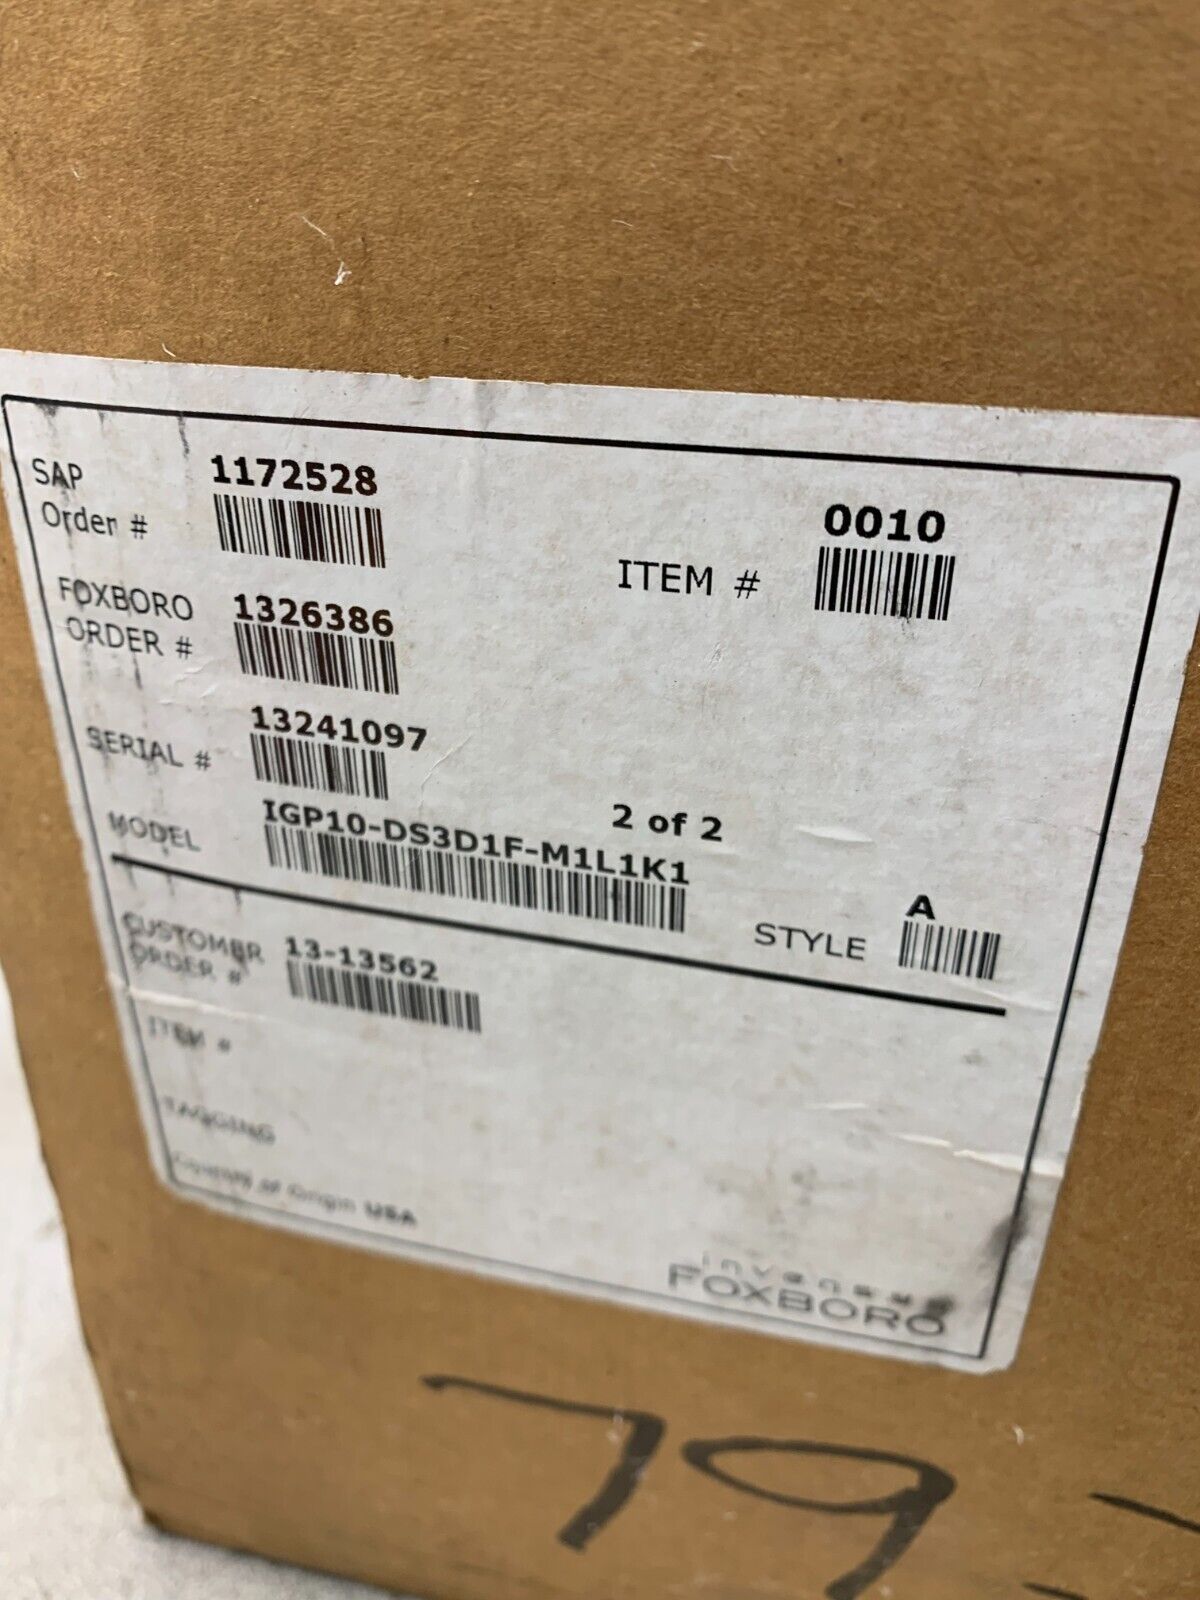 SAP
Order #
1172528
ITEM #
0010
FOXBORO
ORDER #
1326386
SERIAL #
13241097
MODEL
IGP10-DS3D1F-M1L1K1
2 of 2
STYLE
A
CUSTOMER
ORDER #
13-13562
ITEM #
TAGGING
Country of Origin USA
invensys
FOXBORO
79